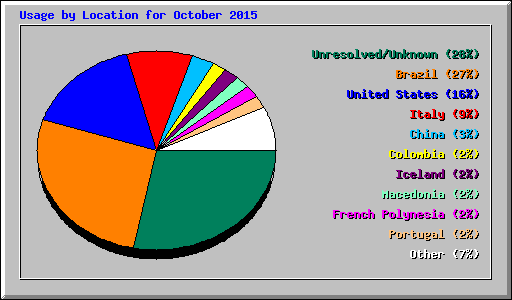 Usage by Location for October 2015
Unresolved/Unknown (28%)
Brazil (27%)
United States (16%)
Italy (9%)
China (3%)
Colombia (2%)
Iceland (2%)
Macedonia (2%)
French Polynesia (2%)
Portugal (2%)
Other (7%)